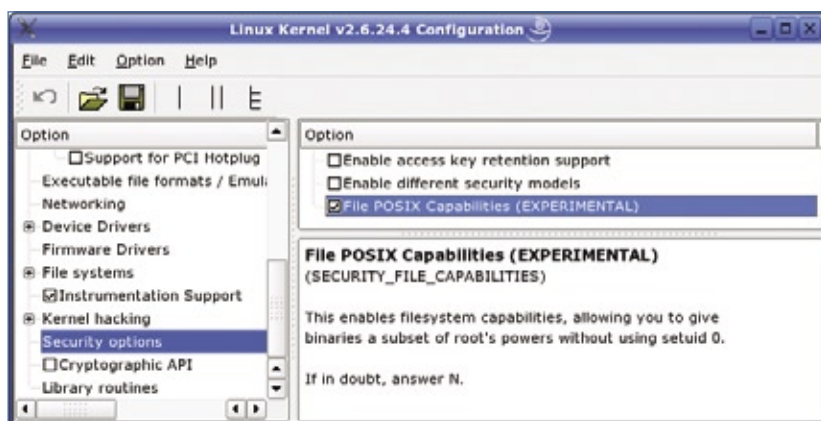 Linux Kernel v2.6.24.4 Configuration
File Edit Option Help
Option
Support for PCI Hotplug
Executable file formats / Emul
Networking
Device Drivers
Firmware Drivers
File systems
Instrumentation Support
Kernel hacking
Security options
Cryptographic API
Library routines
Option
Enable access key retention support
Enable different security models
File POSIX Capabilities (EXPERIMENTAL)
File POSIX Capabilities (EXPERIMENTAL)
(SECURITY_FILE_CAPABILITIES)
This enables filesystem capabilities, allowing you to give
binaries a subset of root's powers without using setuid 0.
If in doubt, answer N.